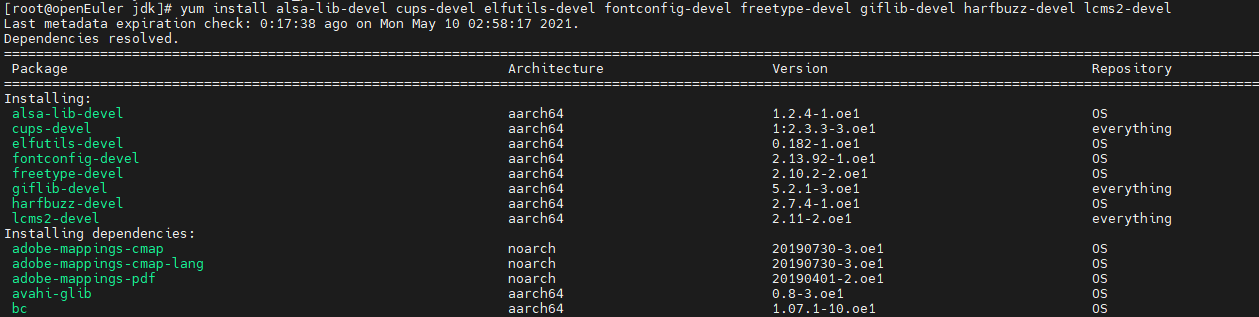 [root@openEuler jdk]# yum install alsa-lib-devel cups-devel elfutils-devel fontconfig-devel freetype-devel giflib-devel harfbuzz-devel lcms2-devel
Last metadata expiration check: 0:17:38 ago on Mon May 10 02:58:17 2021.
Dependencies resolved.
================================================================================
Package Architecture Version Repository
================================================================================
Installing:
alsa-lib-devel aarch64 1.2.4-1.oe1 OS
cups-devel aarch64 1:2.3.3-3.oe1 everything
elfutils-devel aarch64 0.182-1.oe1 OS
fontconfig-devel aarch64 2.13.92-1.oe1 OS
freetype-devel aarch64 2.10.2-2.oe1 OS
giflib-devel aarch64 5.2.1-3.oe1 everything
harfbuzz-devel aarch64 2.7.4-1.oe1 OS
lcms2-devel aarch64 2.11-2.oe1 everything
Installing dependencies:
adobe-mappings-cmap noarch 20190730-3.oe1 OS
adobe-mappings-cmap-lang noarch 20190730-3.oe1 OS
adobe-mappings-pdf noarch 20190401-2.oe1 OS
avahi-glib aarch64 0.8-3.oe1 OS
bc aarch64 1.07.1-10.oe1 OS